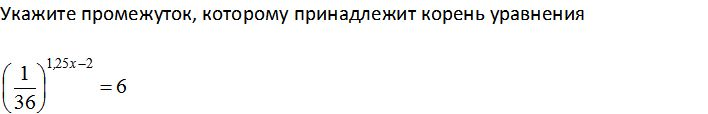 Укажите промежуток, которому принадлежит корень уравнения
(1/36)^{1,25x−2} = 6